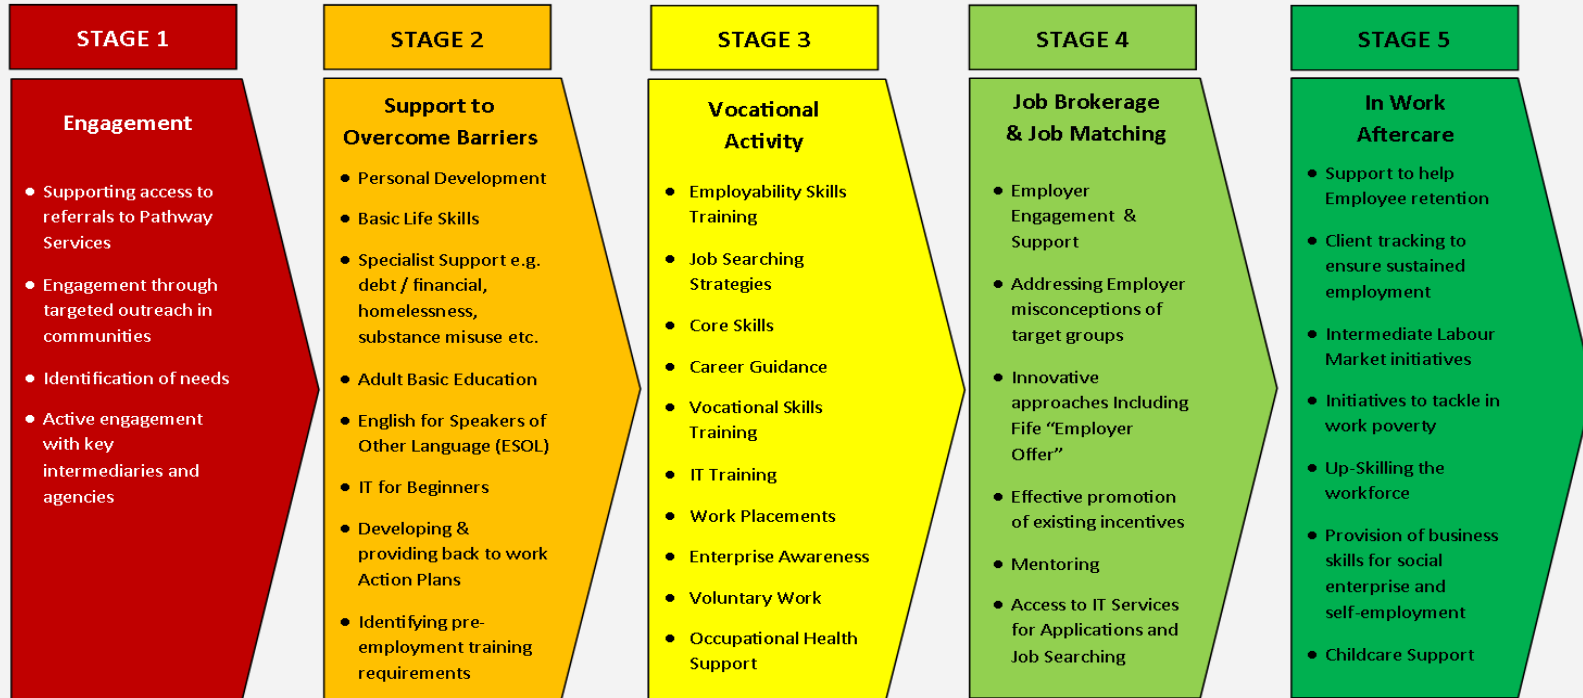 STAGE 1
Engagement
• Supporting access to
referrals to Pathway
Services
• Engagement through
targeted outreach in
communities
• Identification of needs
• Active engagement
with key
intermediaries and
agencies
STAGE 2
Support to
Overcome Barriers
• Personal Development
• Basic Life Skills
• Specialist Support e.g.
debt / financial,
homelessness,
substance misuse etc.
• Adult Basic Education
• English for Speakers of
Other Language (ESOL)
• IT for Beginners
• Developing &
providing back to work
Action Plans
• Identifying pre-
employment training
requirements
STAGE 3
Vocational
Activity
• Employability Skills
Training
• Job Searching
Strategies
• Core Skills
• Career Guidance
• Vocational Skills
Training
• IT Training
• Work Placements
• Enterprise Awareness
• Voluntary Work
• Occupational Health
Support
STAGE 4
Job Brokerage
& Job Matching
• Employer
Engagement &
Support
• Addressing Employer
misconceptions of
target groups
• Innovative
approaches Including
Fife “Employer
Offer”
• Effective promotion
of existing incentives
• Mentoring
• Access to IT Services
for Applications and
Job Searching
STAGE 5
In Work
Aftercare
• Support to help
Employee retention
• Client tracking to
ensure sustained
employment
• Intermediate Labour
Market initiatives
• Initiatives to tackle in
work poverty
• Up-Skilling the
workforce
• Provision of business
skills for social
enterprise and
self-employment
• Childcare Support